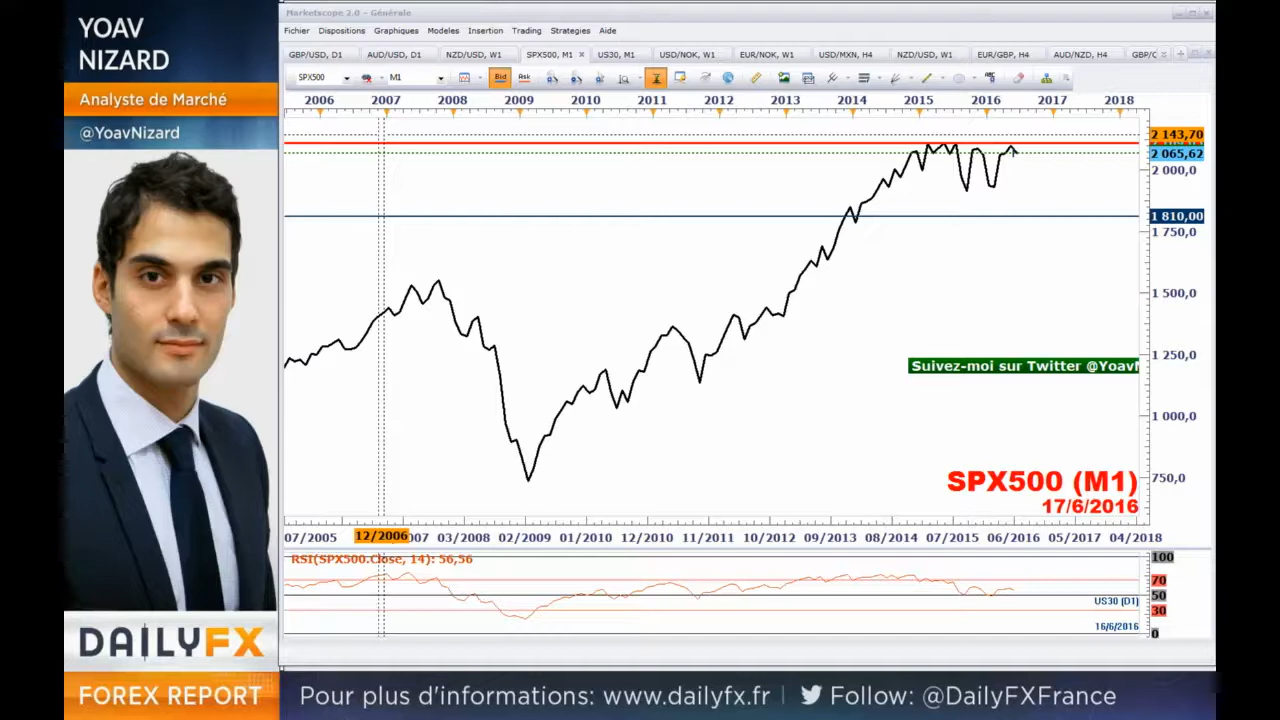 YOAV
NIZARD
Analyste de Marché
@YoavNizard
DAILYFX
FOREX REPORT
Marketscope 2.0 - Générale
Fichier Dispositions Graphiques Modeles Insertion Trading Strategies Aide
GBP/USD, D1 AUD/USD, D1 NZD/USD, W1 SPX500, M1 US30, M1 USD/NOK, W1 EUR/NOK, W1 USD/MXN, H4 NZD/USD, W1 EUR/GBP, H4 AUD/NZD, H4 GBP/C
SPX500 M1 Bid Ask
2006 2007 2008 2009 2010 2011 2012 2013 2014 2015 2016 2017 2018
2 143,70
2 065,62
2 000,0
1 810,00
1 750,0
1 500,0
1 250,0
Suivez-moi sur Twitter @YoavN
1 000,0
750,0
SPX500 (M1)
17/6/2016
07/2005 12/2006 007 03/2008 02/2009 01/2010 12/2010 11/2011 10/2012 09/2013 08/2014 07/2015 06/2016 05/2017 04/2018
RSI(SPX500.Close, 14): 56,56
100
70
50
30
0
US30 (D1)
16/6/2016
Pour plus d'informations: www.dailyfx.fr | Follow: @DailyFXFrance